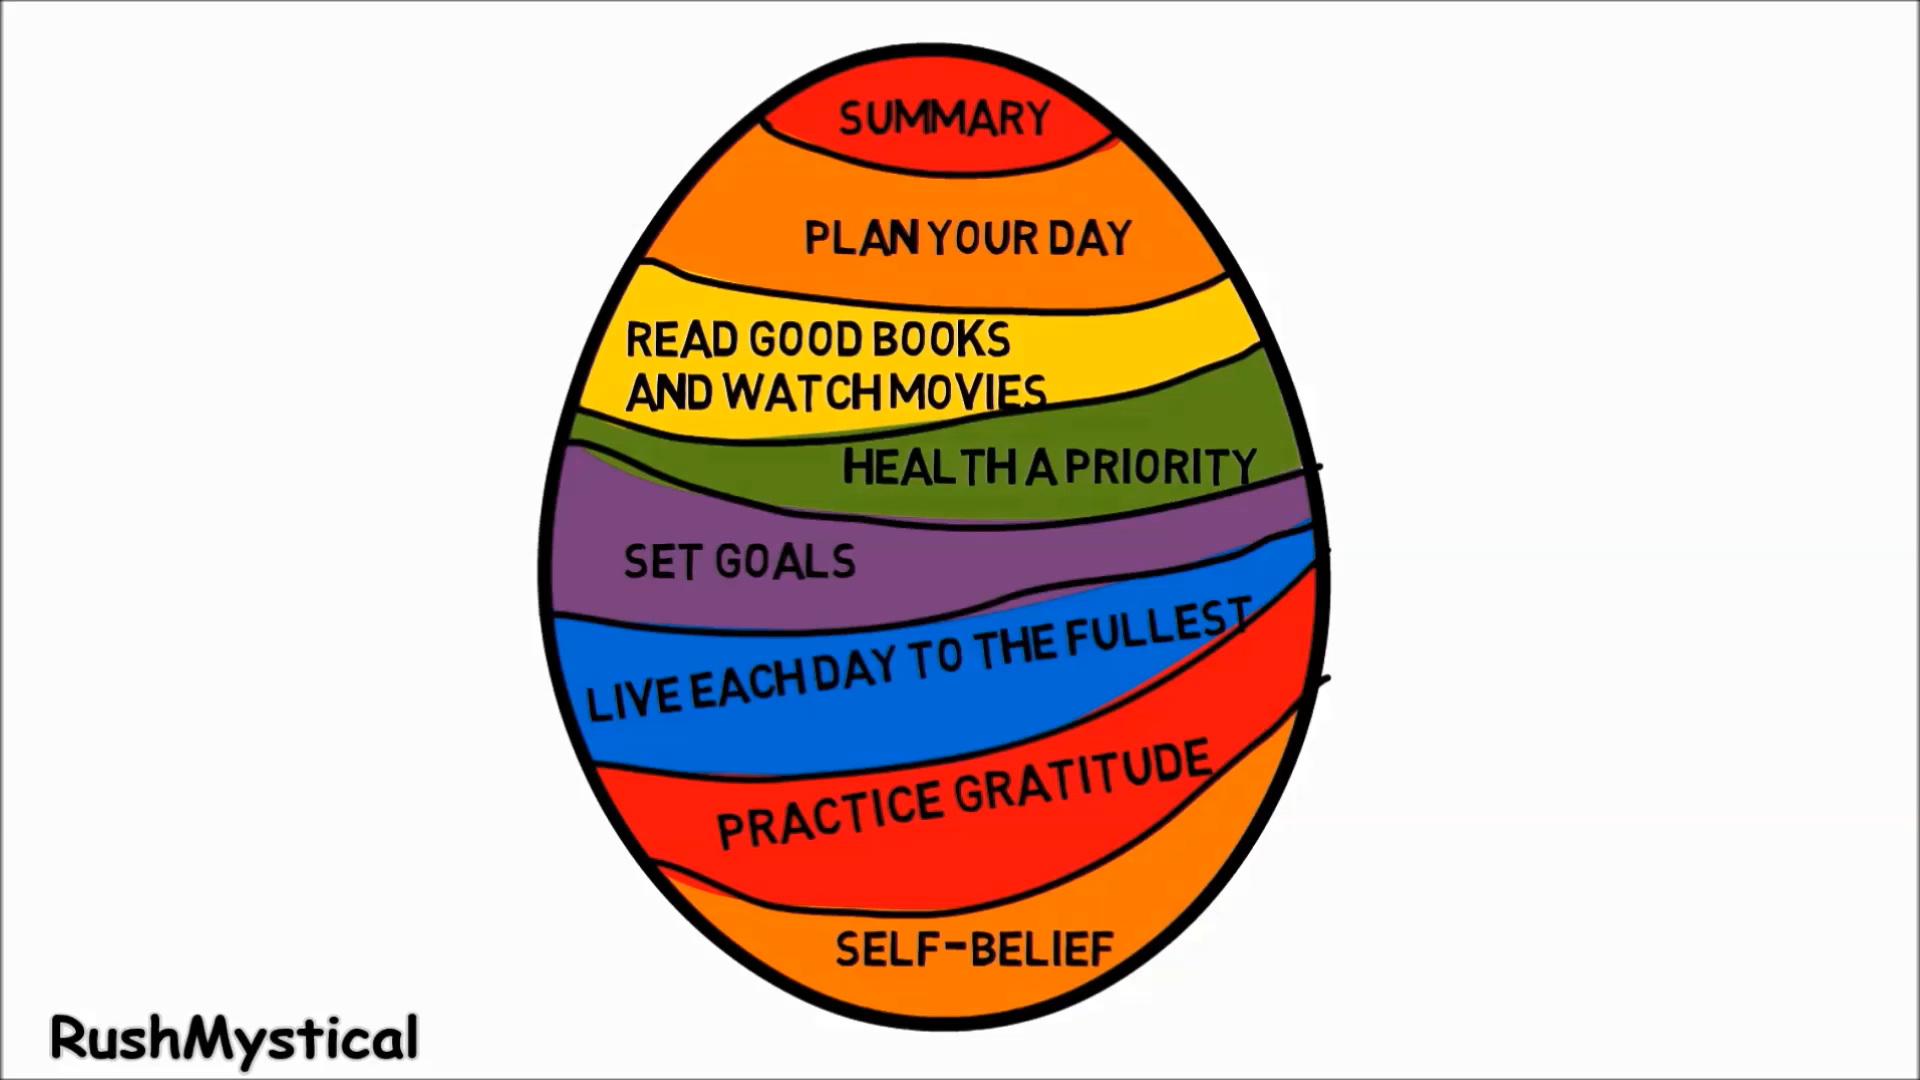 SUMMARY
PLAN YOUR DAY
READ GOOD BOOKS
AND WATCH MOVIES
HEALTH A PRIORITY
SET GOALS
LIVE EACH DAY TO THE FULLEST
PRACTICE GRATITUDE
SELF-BELIEF
RushMystical